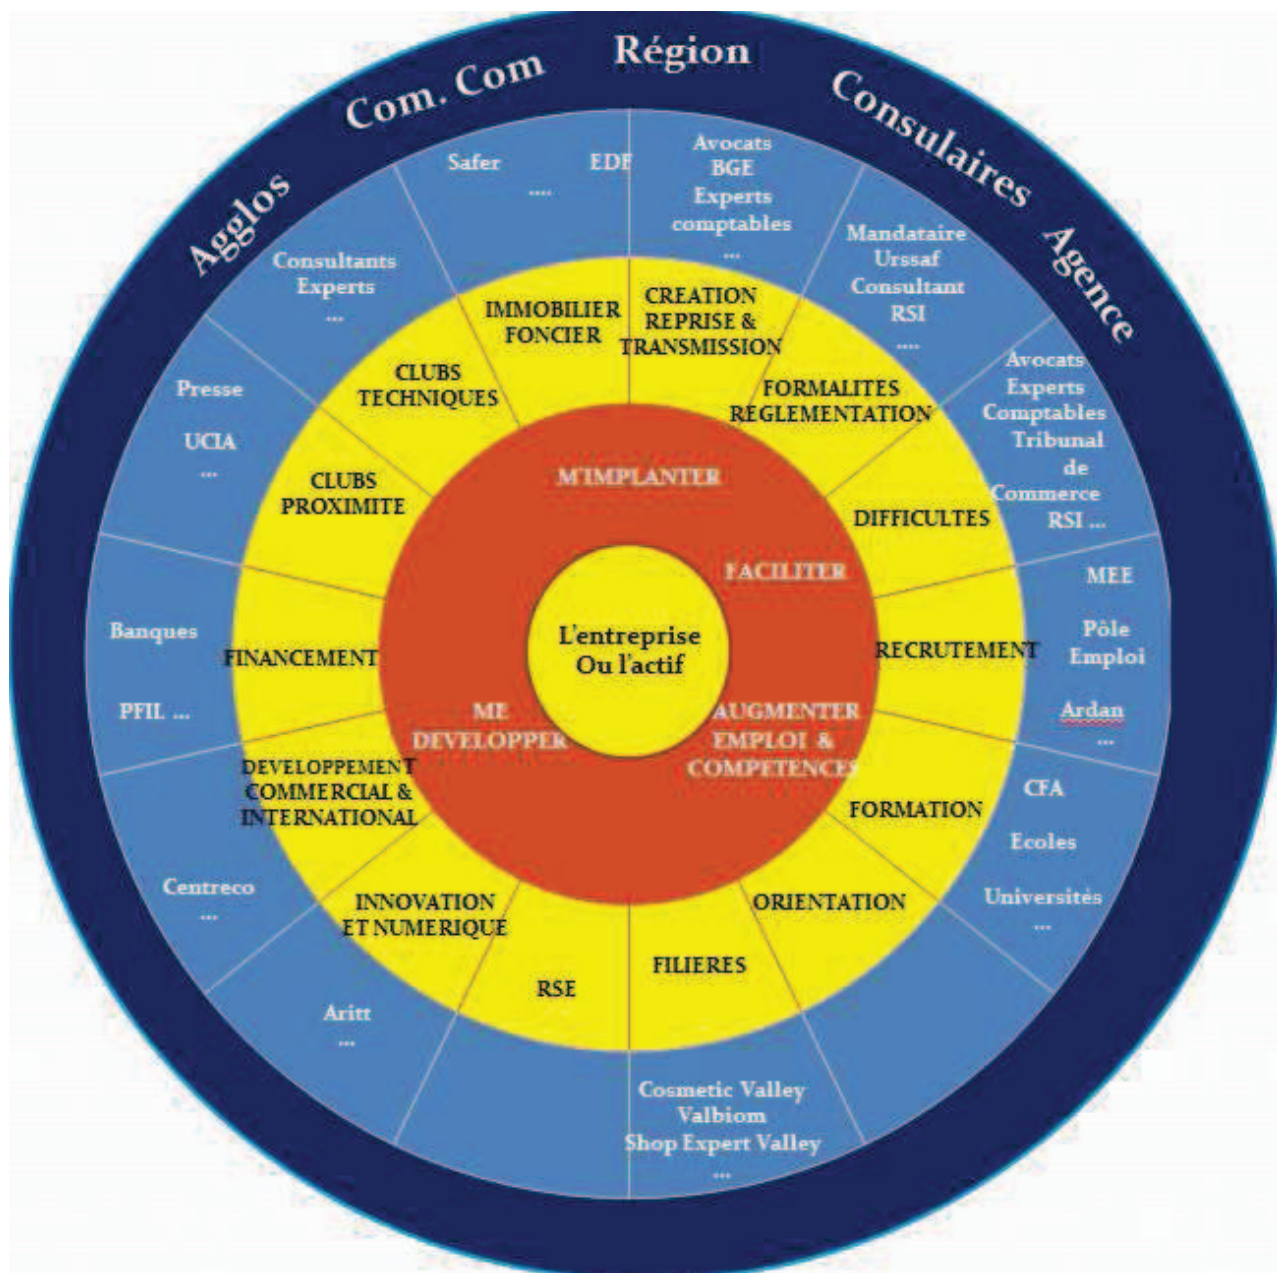 Agglos
Com. Com
Région
Consulaires
Agence
Safer
EDF
....
Avocats
BGE
Experts
comptables
...
Mandataire
Urssaf
Consultant
RSI
....
Avocats
Experts
Comptables
Tribunal
de
Commerce
RSI ...
MEE
Pôle
Emploi
Ardan
...
CFA
Ecoles
Universités
...
Cosmetic Valley
Valbiom
Shop Expert Valley
...
Aritt
...
Centreco
...
Banques
PFIL ...
Presse
UCIA
...
Consultants
Experts
...
IMMOBILIER
FONCIER
CREATION
REPRISE &
TRANSMISSION
FORMALITES
REGLEMENTATION
DIFFICULTES
RECRUTEMENT
FORMATION
ORIENTATION
FILIERES
RSE
INNOVATION
ET NUMERIQUE
DEVELOPPEMENT
COMMERCIAL &
INTERNATIONAL
FINANCEMENT
CLUBS
PROXIMITE
CLUBS
TECHNIQUES
M'IMPLANTER
FACILITER
AUGMENTER
EMPLOI &
COMPETENCES
ME
DEVELOPPER
L'entreprise
Ou l'actif